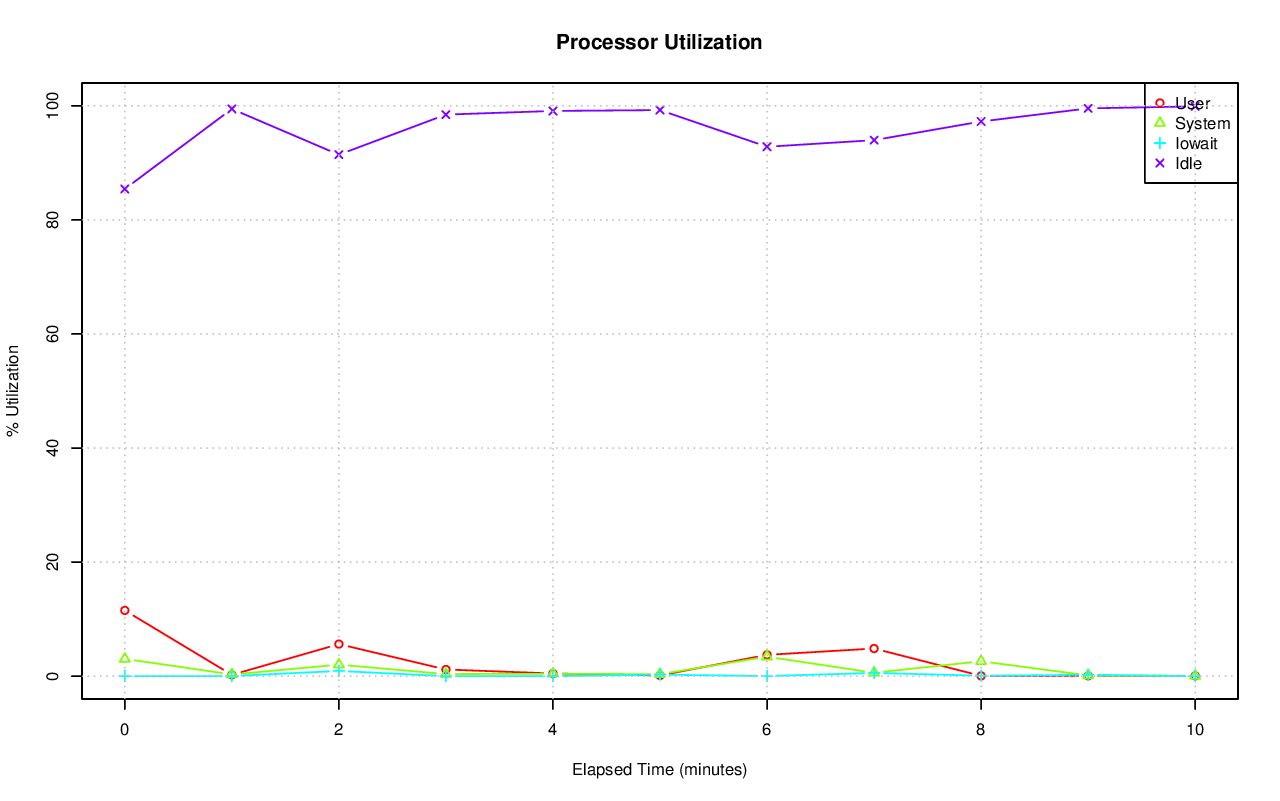 Processor Utilization
% Utilization
100
80
60
40
20
0
User
System
Iowait
Idle
0 2 4 6 8 10
Elapsed Time (minutes)